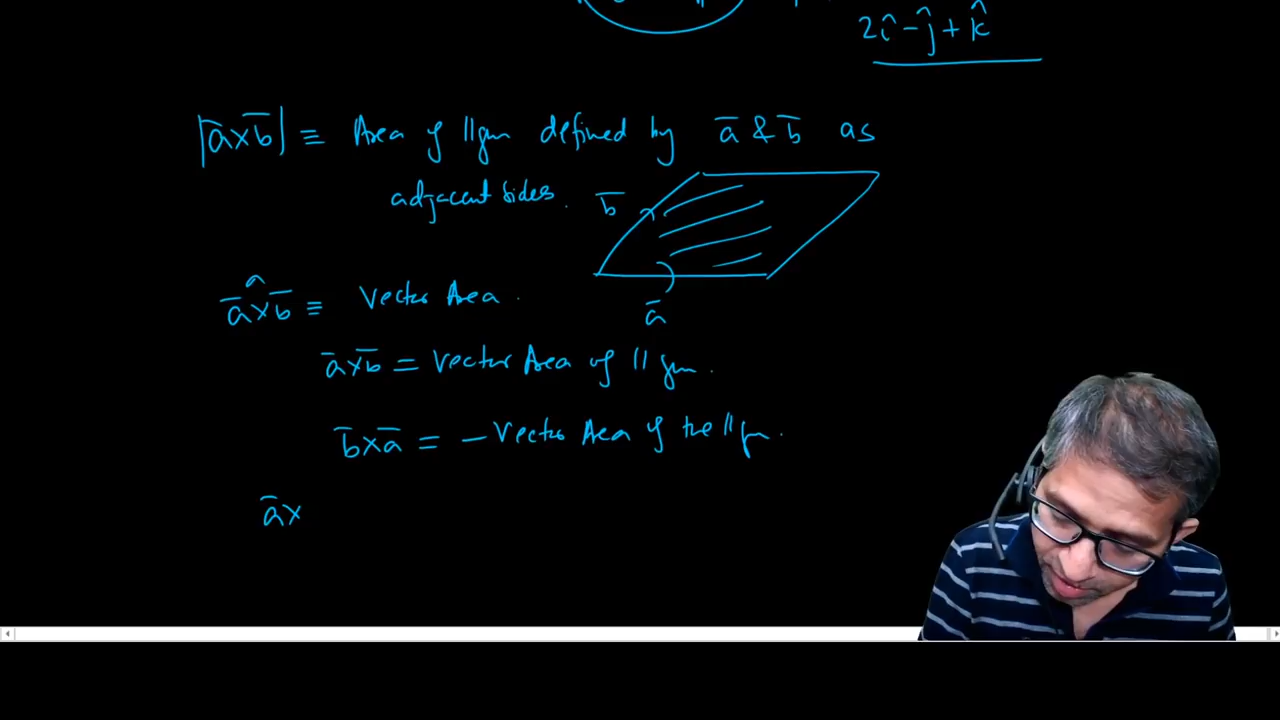 2î - ĵ + k̂
|a̅ x b̅| ≡ Area of ||gm defined by a̅ & b̅ as
adjacent sides. b̅
a̅ x b̅ ≡ Vector Area.
a̅
a̅ x b̅ = Vector Area of || gm.
b̅ x a̅ = - Vector Area of the || gm.
a̅ x